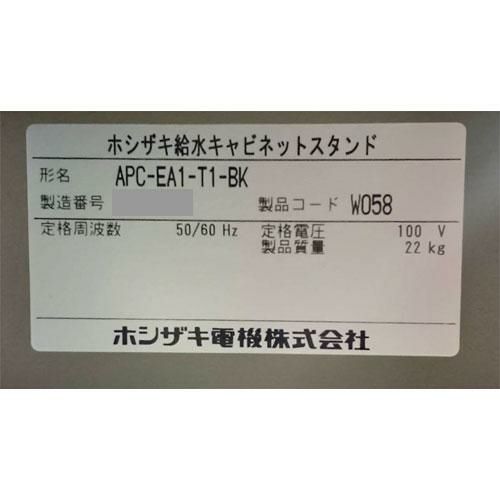 ホシザキ給水キャビネットスタンド
形名 APC-EA1-T1-BK
製造番号 製品コード W058
定格周波数 50/60 Hz 定格電圧 100 V
製品質量 22 kg
ホシザキ電機株式会社